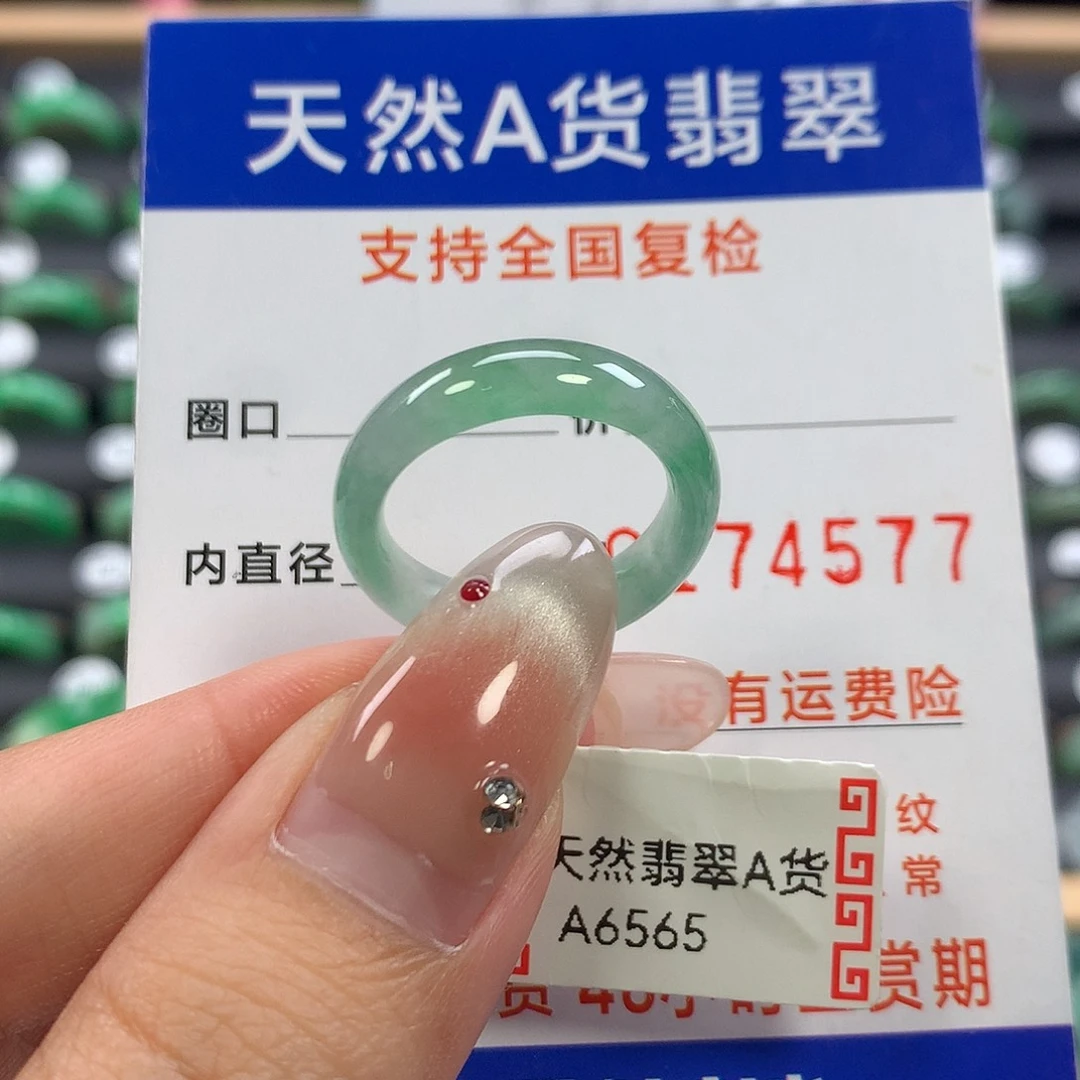 天然A货翡翠
支持全国复检
圈口
内直径
74577
没有运费险
纹
常
天然翡翠A货
A6565
赏期